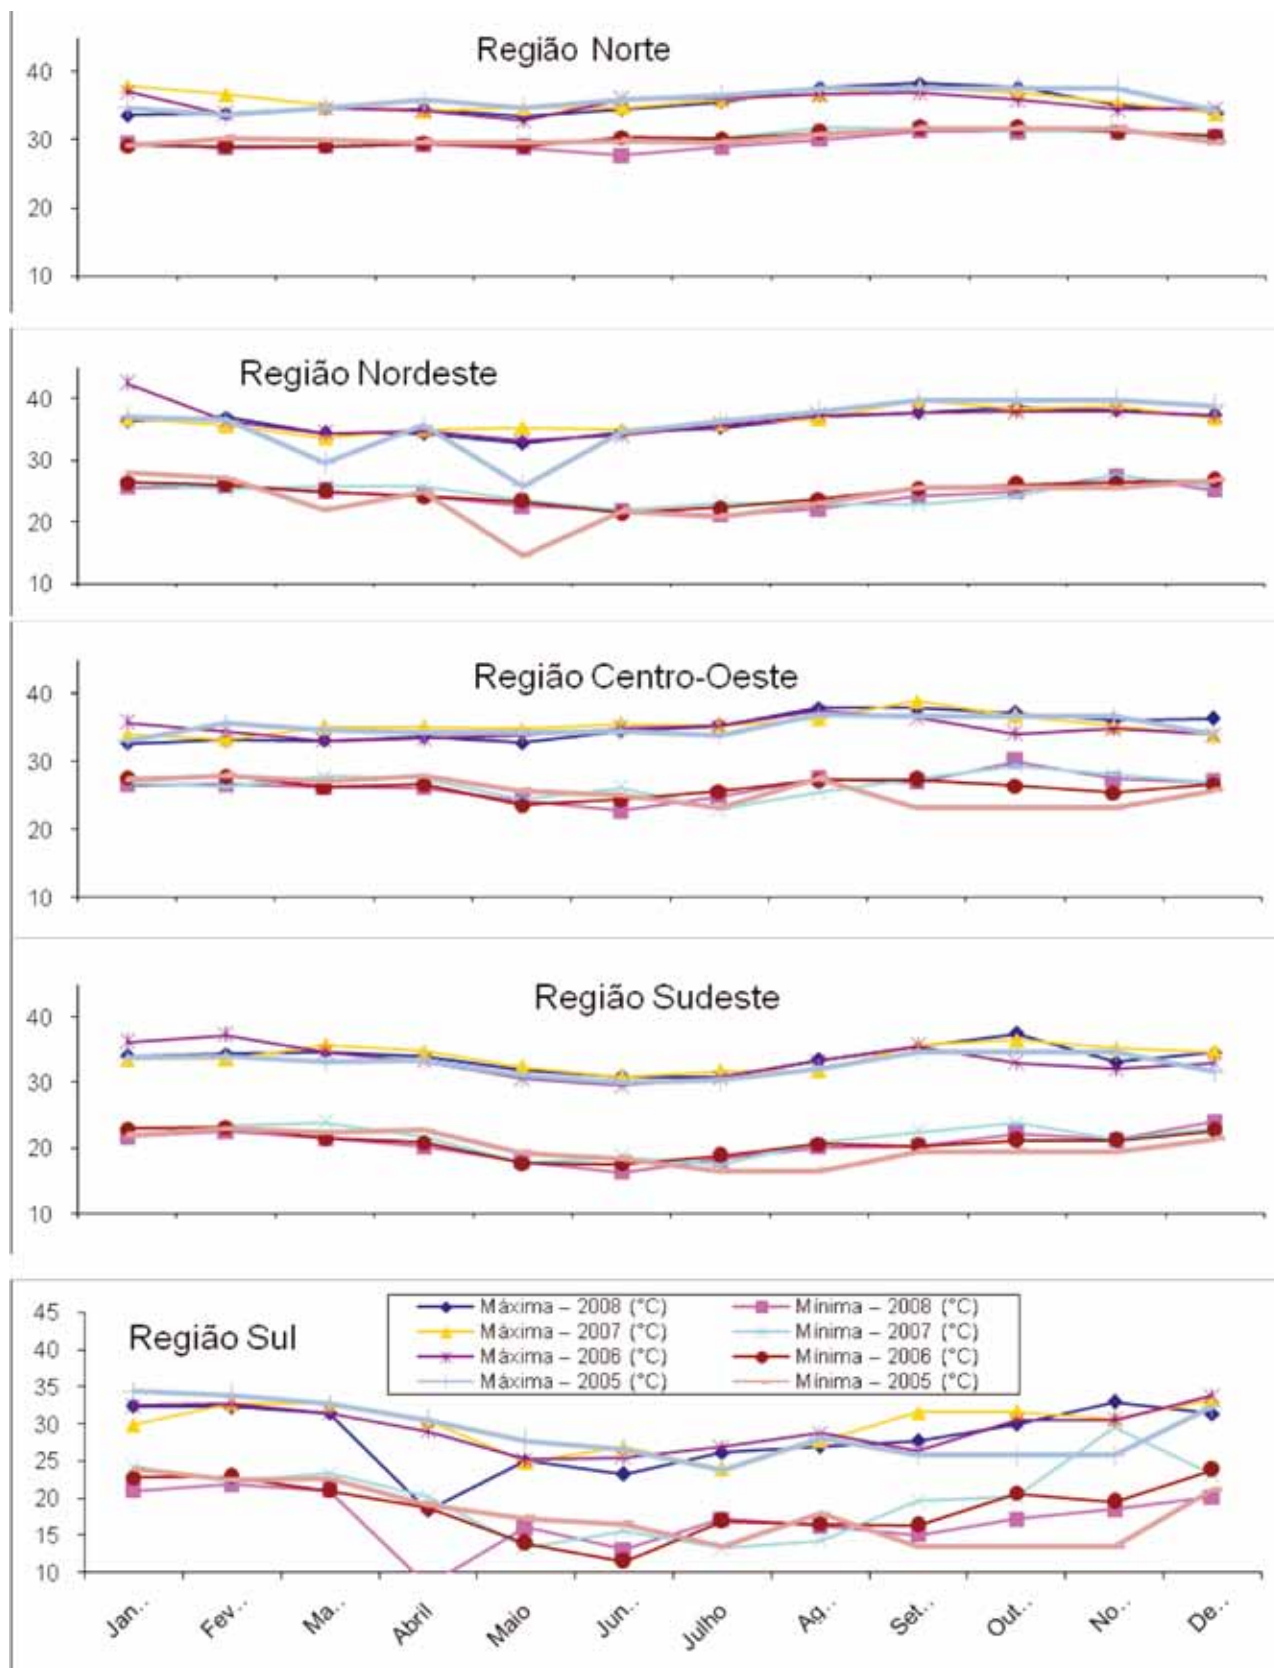 Região Norte
40
30
20
10
Região Nordeste
40
30
20
10
Região Centro-Oeste
40
30
20
10
Região Sudeste
40
30
20
10
Região Sul
Máxima – 2008 (°C) Mínima – 2008 (°C)
Máxima – 2007 (°C) Mínima – 2007 (°C)
Máxima – 2006 (°C) Mínima – 2006 (°C)
Máxima – 2005 (°C) Mínima – 2005 (°C)
45
40
35
30
25
20
15
10
Jan.. Fev.. Ma.. Abril Maio Jun.. Julho Ag.. Set.. Out.. No.. De..